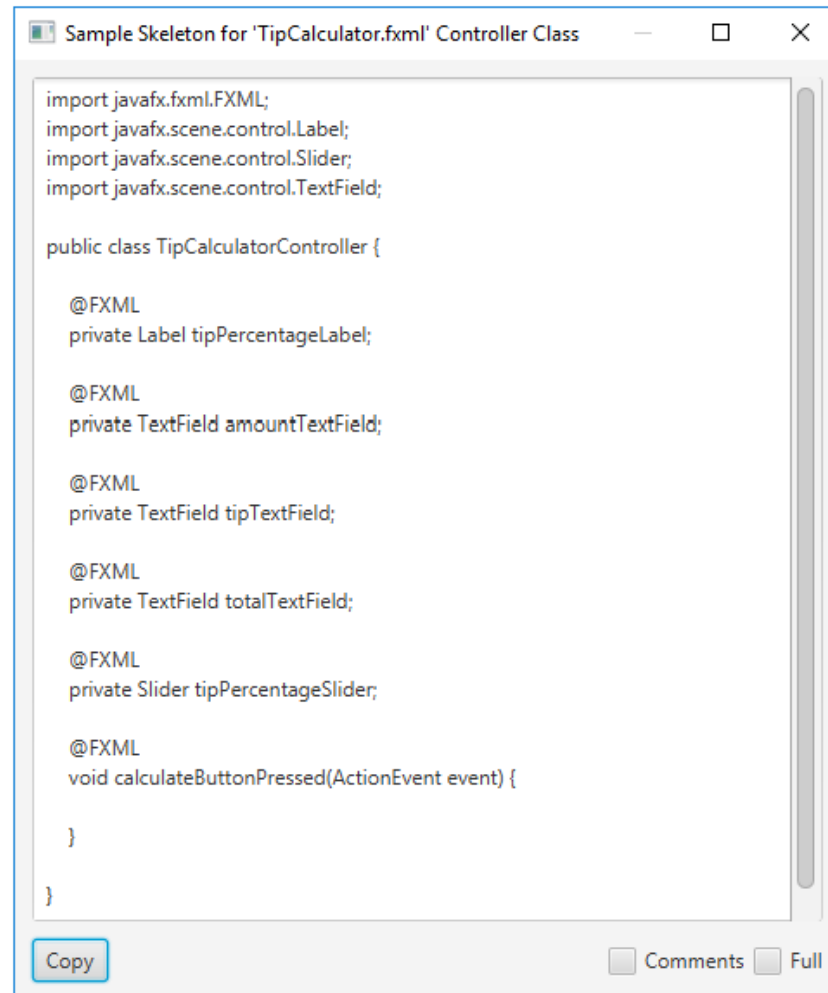 Sample Skeleton for 'TipCalculator.fxml' Controller Class
import javafx.fxml.FXML;
import javafx.scene.control.Label;
import javafx.scene.control.Slider;
import javafx.scene.control.TextField;
public class TipCalculatorController {
@FXML
private Label tipPercentageLabel;
@FXML
private TextField amountTextField;
@FXML
private TextField tipTextField;
@FXML
private TextField totalTextField;
@FXML
private Slider tipPercentageSlider;
@FXML
void calculateButtonPressed(ActionEvent event) {
}
}
Copy Comments Full